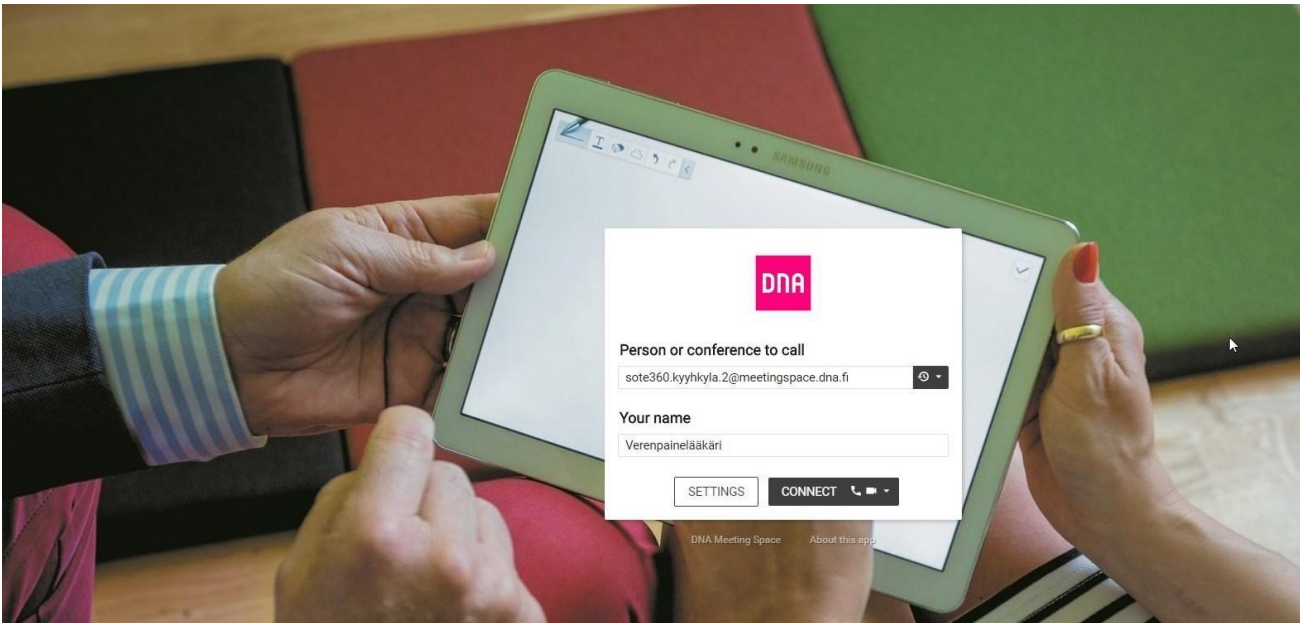 SAMSUNG
T
DNA
Person or conference to call
sote360.kyyhkyla.2@meetingspace.dna.fi
Your name
Verenpainelääkäri
SETTINGS
CONNECT
DNA Meeting Space
About this app